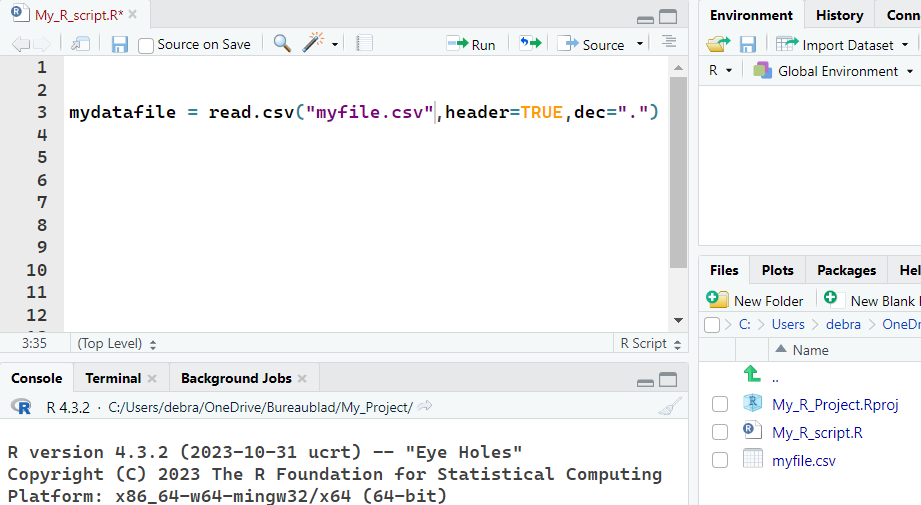 My_R_script.R*
Source on Save
Run
Source
1
2
3 mydatafile = read.csv("myfile.csv",header=TRUE,dec=".")
4
5
6
7
8
9
10
11
12
3:35 (Top Level) R Script
Console Terminal Background Jobs
R 4.3.2 · C:/Users/debra/OneDrive/Bureaublad/My_Project/
R version 4.3.2 (2023-10-31 ucrt) -- "Eye Holes"
Copyright (C) 2023 The R Foundation for Statistical Computing
Platform: x86_64-w64-mingw32/x64 (64-bit)
Environment History Conn
Import Dataset
R Global Environment
Files Plots Packages Hel
New Folder New Blank
C: Users debra OneDr
Name
..
My_R_Project.Rproj
My_R_script.R
myfile.csv